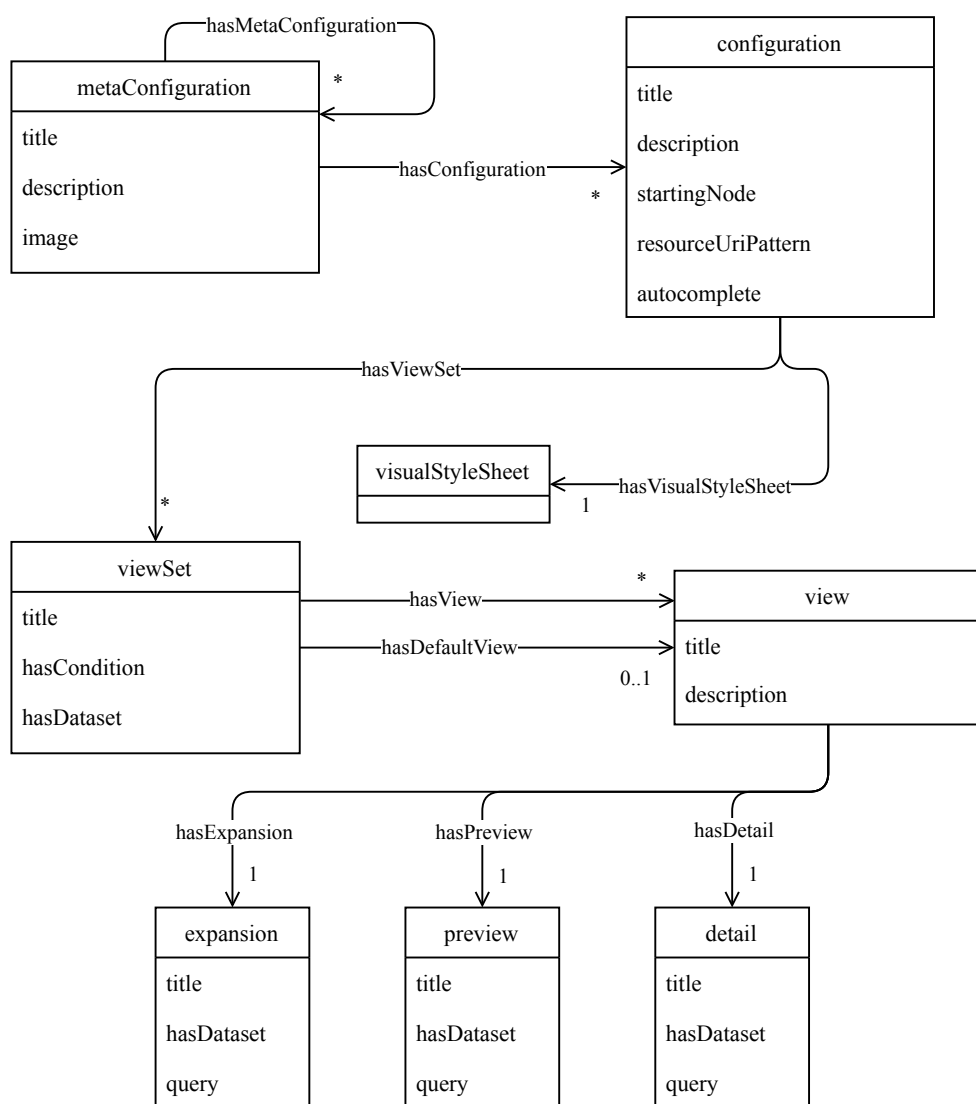 hasMetaConfiguration
metaConfiguration
*
title
description
image
hasConfiguration
*
configuration
title
description
startingNode
resourceUriPattern
autocomplete
hasViewSet
*
visualStyleSheet
hasVisualStyleSheet
1
viewSet
title
hasCondition
hasDataset
hasView
*
hasDefaultView
0..1
view
title
description
hasExpansion
1
hasPreview
1
hasDetail
1
expansion
title
hasDataset
query
preview
title
hasDataset
query
detail
title
hasDataset
query